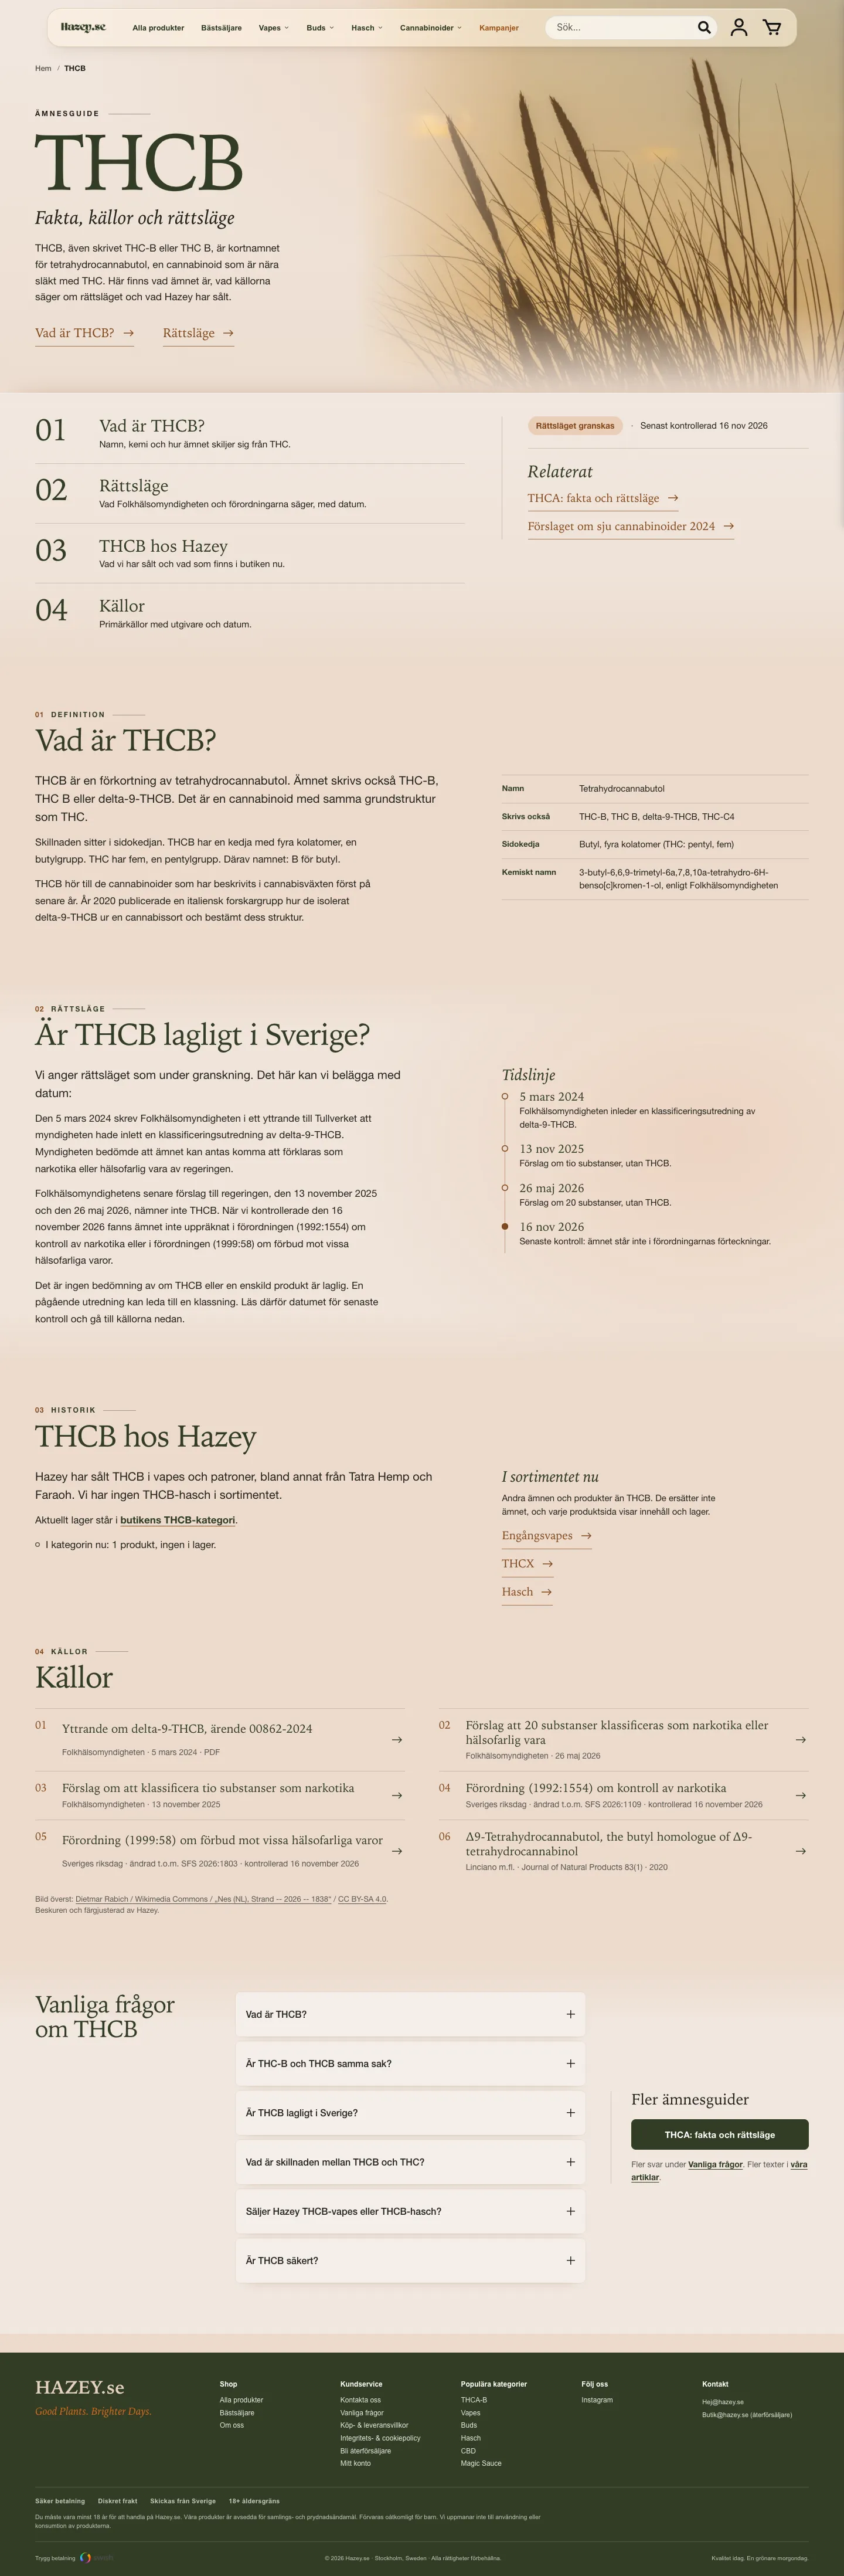 Hazey.se
Alla produkter
Bästsäljare
Vapes
Buds
Hasch
Cannabinoider
Kampanjer
Sök...
Hem / THCB
ÄMNESGUIDE
THCB
Fakta, källor och rättsläge
THCB, även skrivet THC-B eller THC B, är kortnamnet
för tetrahydrocannabutol, en cannabinoid som är nära
släkt med THC. Här finns vad ämnet är, vad källorna
säger om rättsläget och vad Hazey har sålt.
Vad är THCB? →
Rättsläge →
01
Vad är THCB?
Namn, kemi och hur ämnet skiljer sig från THC.
02
Rättsläge
Vad Folkhälsomyndigheten och förordningarna säger, med datum.
03
THCB hos Hazey
Vad vi har sålt och vad som finns i butiken nu.
04
Källor
Primärkällor med utgivare och datum.
Rättsläget granskas · Senast kontrollerad 16 nov 2026
Relaterat
THCA: fakta och rättsläge →
Förslaget om sju cannabinoider 2024 →
01 DEFINITION
Vad är THCB?
THCB är en förkortning av tetrahydrocannabutol. Ämnet skrivs också THC-B,
THC B eller delta-9-THCB. Det är en cannabinoid med samma grundstruktur
som THC.
Skillnaden sitter i sidokedjan. THCB har en kedja med fyra kolatomer, en
butylgrupp. THC har fem, en pentylgrupp. Därav namnet: B för butyl.
THCB hör till de cannabinoider som har beskrivits i cannabisväxten först på
senare år. År 2020 publicerade en italiensk forskargrupp hur de isolerat
delta-9-THCB ur en cannabissort och bestämt dess struktur.
Namn
Tetrahydrocannabutol
Skrivs också
THC-B, THC B, delta-9-THCB, THC-C4
Sidokedja
Butyl, fyra kolatomer (THC: pentyl, fem)
Kemiskt namn
3-butyl-6,6,9-trimetyl-6a,7,8,10a-tetrahydro-6H-
benso[c]kromen-1-ol, enligt Folkhälsomyndigheten
02 RÄTTSLÄGE
Är THCB lagligt i Sverige?
Vi anger rättsläget som under granskning. Det här kan vi belägga med
datum:
Den 5 mars 2024 skrev Folkhälsomyndigheten i ett yttrande till Tullverket att
myndigheten hade inlett en klassificeringsutredning av delta-9-THCB.
Myndigheten bedömde att ämnet kan antas komma att förklaras som
narkotika eller hälsofarlig vara av regeringen.
Folkhälsomyndighetens senare förslag till regeringen, den 13 november 2025
och den 26 maj 2026, nämner inte THCB. När vi kontrollerade den 16
november 2026 fanns ämnet inte uppräknat i förordningen (1992:1554) om
kontroll av narkotika eller i förordningen (1999:58) om förbud mot vissa
hälsofarliga varor.
Det är ingen bedömning av om THCB eller en enskild produkt är laglig. En
pågående utredning kan leda till en klassning. Läs därför datumet för senaste
kontroll och gå till källorna nedan.
Tidslinje
5 mars 2024
Folkhälsomyndigheten inleder en klassificeringsutredning av
delta-9-THCB.
13 nov 2025
Förslag om tio substanser, utan THCB.
26 maj 2026
Förslag om 20 substanser, utan THCB.
16 nov 2026
Senaste kontroll: ämnet står inte i förordningarnas förteckningar.
03 HISTORIK
THCB hos Hazey
Hazey har sålt THCB i vapes och patroner, bland annat från Tatra Hemp och
Faraoh. Vi har ingen THCB-hasch i sortimentet.
Aktuellt lager står i butikens THCB-kategori.
I kategorin nu: 1 produkt, ingen i lager.
I sortimentet nu
Andra ämnen och produkter än THCB. De ersätter inte
ämnet, och varje produktsida visar innehåll och lager.
Engångsvapes →
THCX →
Hasch →
04 KÄLLOR
Källor
01
Yttrande om delta-9-THCB, ärende 00862-2024
Folkhälsomyndigheten · 5 mars 2024 · PDF
02
Förslag att 20 substanser klassificeras som narkotika eller
hälsofarlig vara
Folkhälsomyndigheten · 26 maj 2026
03
Förslag om att klassificera tio substanser som narkotika
Folkhälsomyndigheten · 13 november 2025
04
Förordning (1992:1554) om kontroll av narkotika
Sveriges riksdag · ändrad t.o.m. SFS 2026:1109 · kontrollerad 16 november 2026
05
Förordning (1999:58) om förbud mot vissa hälsofarliga varor
Sveriges riksdag · ändrad t.o.m. SFS 2026:1803 · kontrollerad 16 november 2026
06
Δ9-Tetrahydrocannabutol, the butyl homologue of Δ9-
tetrahydrocannabinol
Linciano m.fl. · Journal of Natural Products 83(1) · 2020
Bild överst: Dietmar Rabich / Wikimedia Commons / „Nes (NL), Strand -- 2026 -- 1838“ / CC BY-SA 4.0.
Beskuren och färgjusterad av Hazey.
Vanliga frågor
om THCB
Vad är THCB?
Är THC-B och THCB samma sak?
Är THCB lagligt i Sverige?
Vad är skillnaden mellan THCB och THC?
Säljer Hazey THCB-vapes eller THCB-hasch?
Är THCB säkert?
Fler ämnesguider
THCA: fakta och rättsläge
Fler svar under Vanliga frågor. Fler texter i våra
artiklar.
HAZEY.se
Good Plants. Brighter Days.
Shop
Alla produkter
Bästsäljare
Om oss
Kundservice
Kontakta oss
Vanliga frågor
Köp- & leveransvillkor
Integritets- & cookiepolicy
Bli återförsäljare
Mitt konto
Populära kategorier
THCA-B
Vapes
Buds
Hasch
CBD
Magic Sauce
Följ oss
Instagram
Kontakt
Hej@hazey.se
Butik@hazey.se (återförsäljare)
Säker betalning
Diskret frakt
Skickas från Sverige
18+ åldersgräns
Du måste vara minst 18 år för att handla på Hazey.se. Våra produkter är avsedda för samlings- och prydnadsändamål. Förvaras oåtkomligt för barn. Vi uppmanar inte till användning eller
konsumtion av produkterna.
Trygg betalning
© 2026 Hazey.se · Stockholm, Sweden · Alla rättigheter förbehållna.
Kvalitet idag. En grönare morgondag.